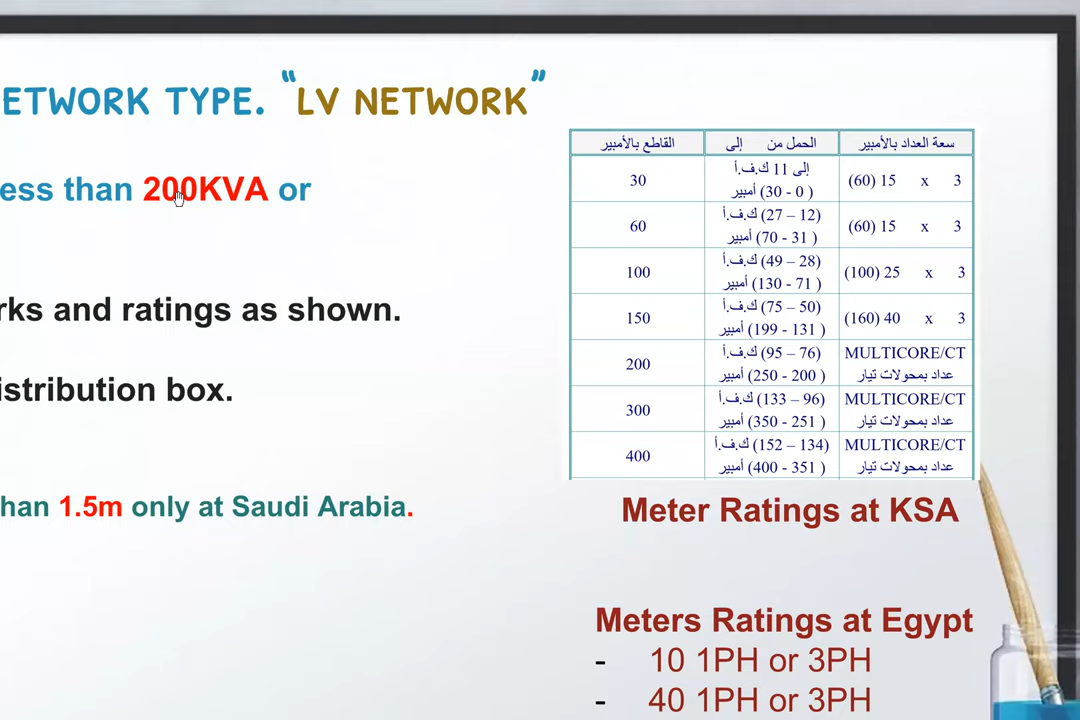 ETWORK TYPE. “LV NETWORK”
ess than 200KVA or
rks and ratings as shown.
istribution box.
han 1.5m only at Saudi Arabia.
سعة العداد بالأمبير الحمل من إلى القاطع بالأمبير
إلى 11 ك.ف.أ
3 x 15 (60) 30
( 0 - 30) أمبير
(12 – 27) ك.ف.أ
3 x 15 (60) 60
( 31 - 70) أمبير
(28 – 49) ك.ف.أ
3 x 25 (100) 100
( 71 - 130) أمبير
(50 – 75) ك.ف.أ
3 x 40 (160) 150
( 131 - 199) أمبير
MULTICORE/CT (76 – 95) ك.ف.أ
200
عداد بمحولات تيار ( 200 - 250) أمبير
MULTICORE/CT (96 – 133) ك.ف.أ
300
عداد بمحولات تيار ( 251 - 350) أمبير
MULTICORE/CT (134 – 152) ك.ف.أ
400
عداد بمحولات تيار ( 351 - 400) أمبير
Meter Ratings at KSA
Meters Ratings at Egypt
- 10 1PH or 3PH
- 40 1PH or 3PH